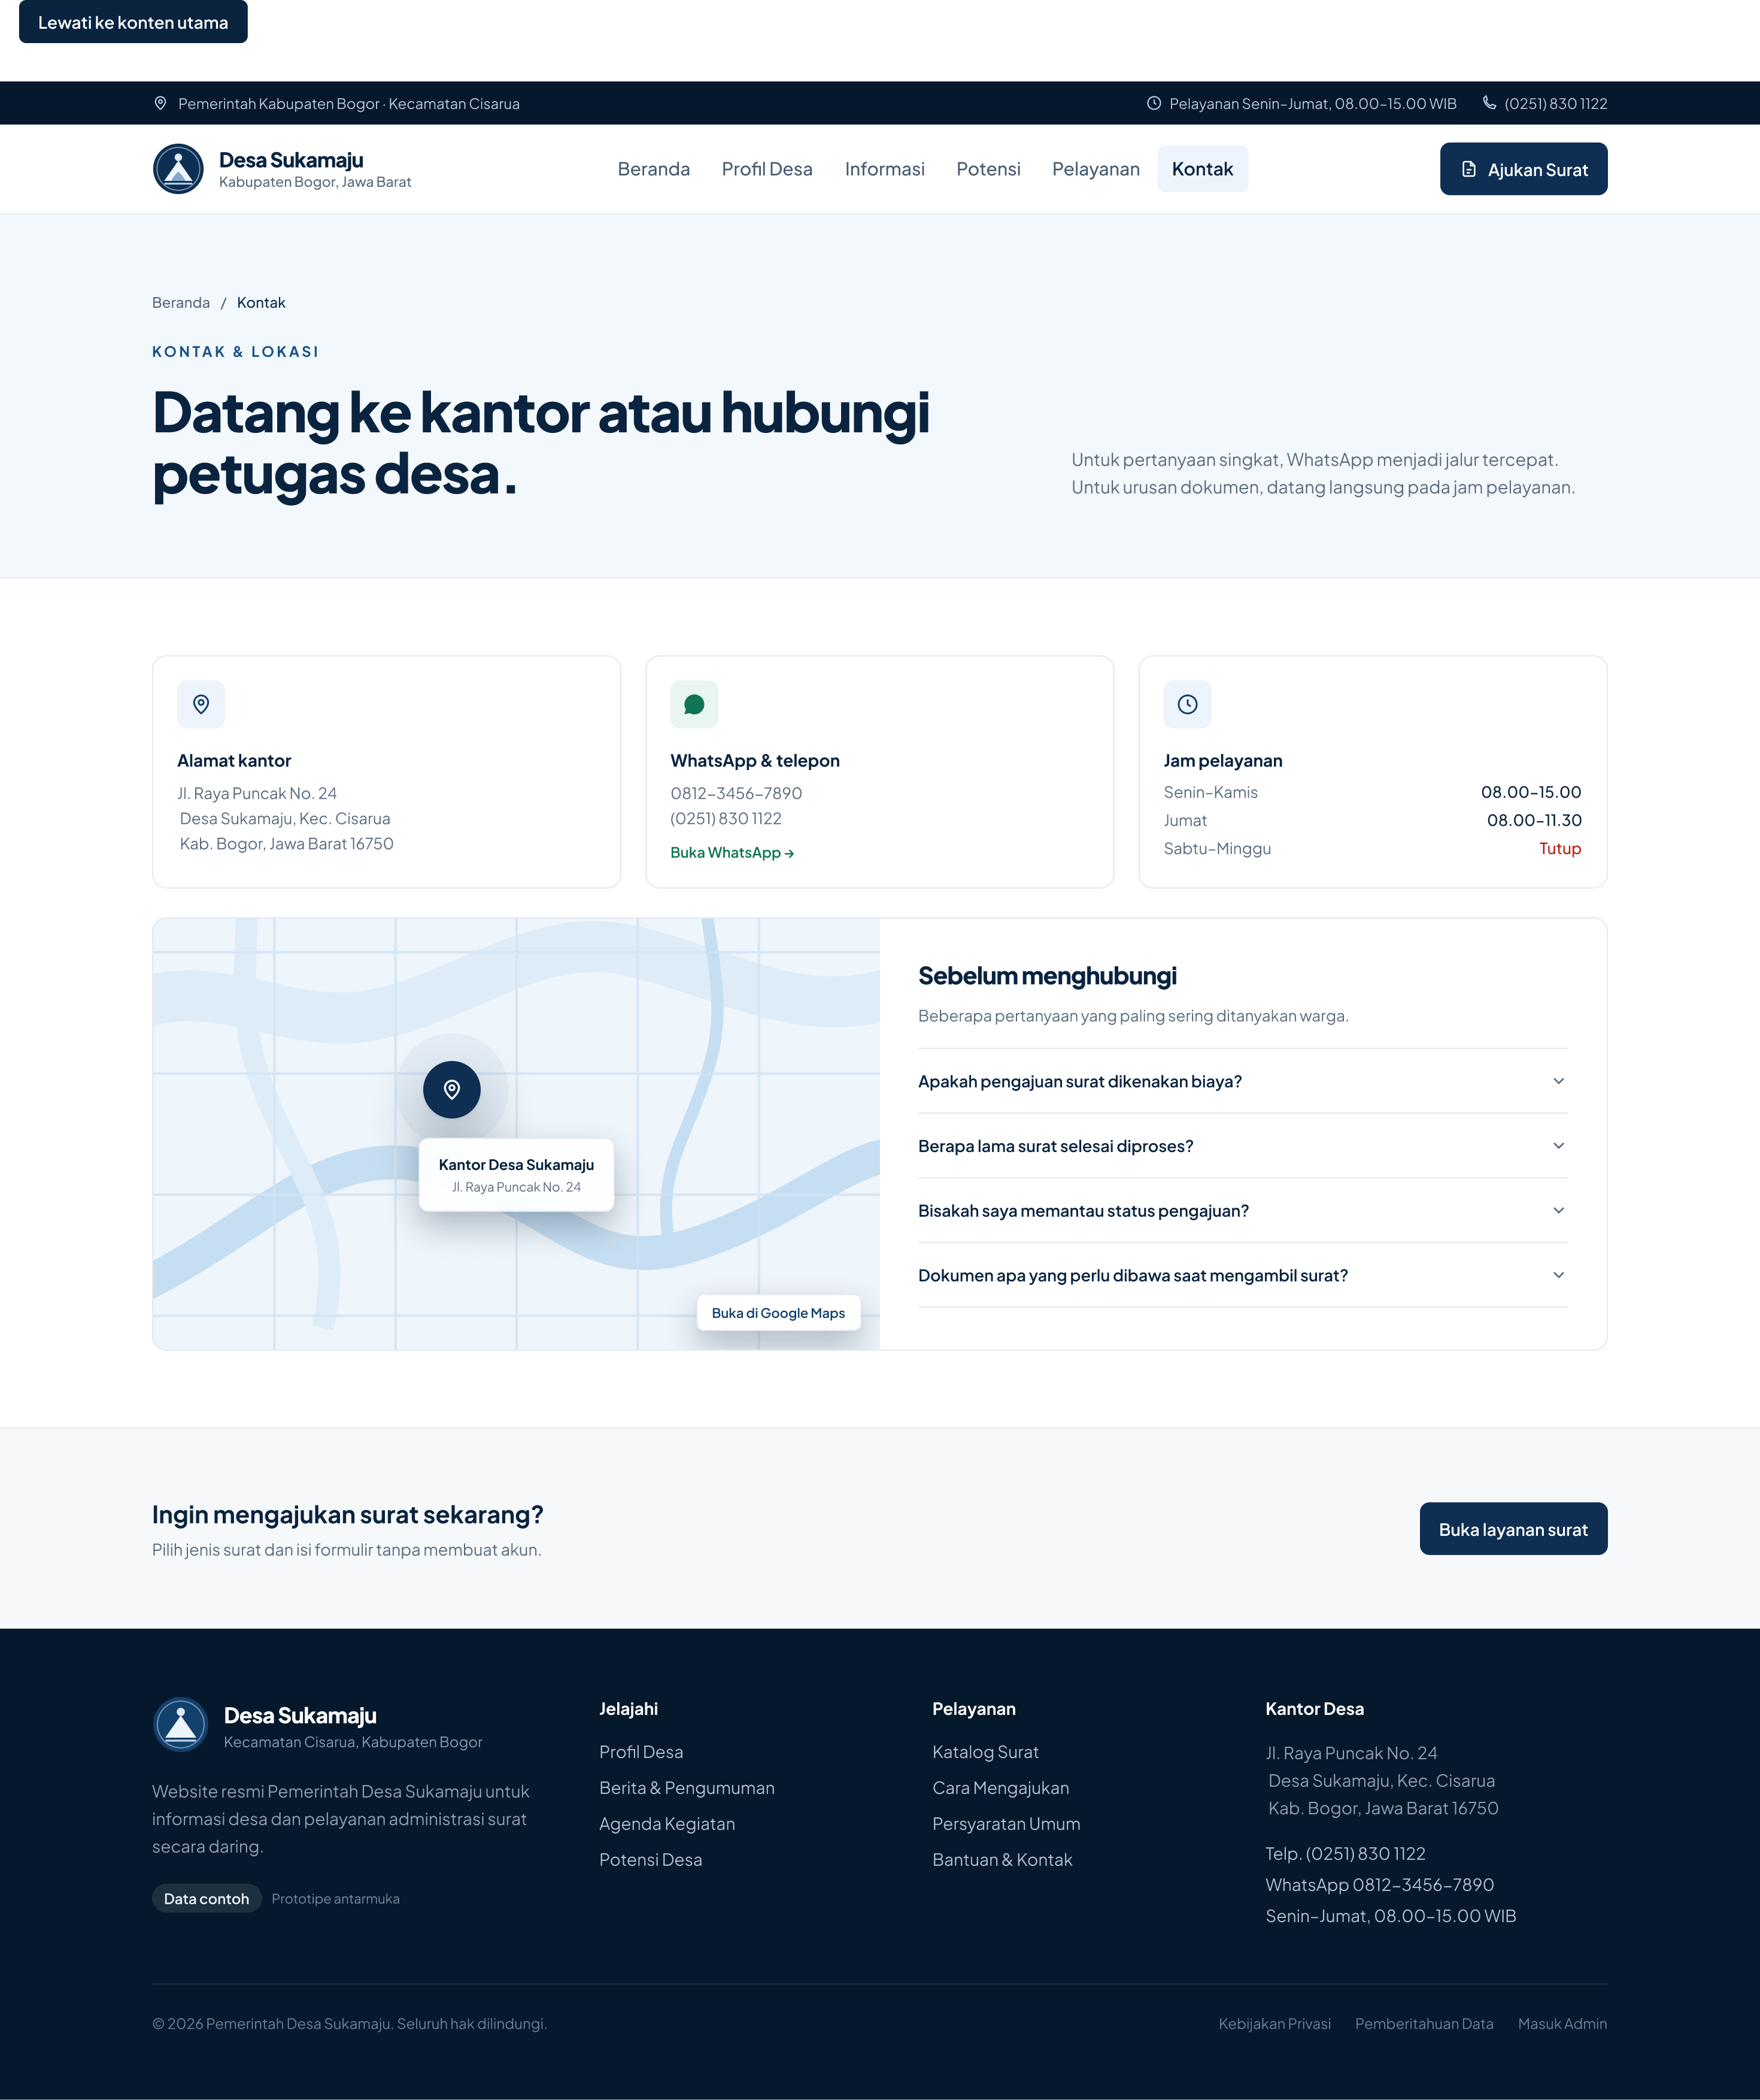 Lewati ke konten utama
Pemerintah Kabupaten Bogor · Kecamatan Cisarua
Pelayanan Senin–Jumat, 08.00–15.00 WIB
(0251) 830 1122
Desa Sukamaju
Kabupaten Bogor, Jawa Barat
Beranda
Profil Desa
Informasi
Potensi
Pelayanan
Kontak
Ajukan Surat
Beranda / Kontak
KONTAK & LOKASI
Datang ke kantor atau hubungi
petugas desa.
Untuk pertanyaan singkat, WhatsApp menjadi jalur tercepat.
Untuk urusan dokumen, datang langsung pada jam pelayanan.
Alamat kantor
Jl. Raya Puncak No. 24
Desa Sukamaju, Kec. Cisarua
Kab. Bogor, Jawa Barat 16750
WhatsApp & telepon
0812–3456–7890
(0251) 830 1122
Buka WhatsApp →
Jam pelayanan
Senin–Kamis 08.00–15.00
Jumat 08.00–11.30
Sabtu–Minggu Tutup
Kantor Desa Sukamaju
Jl. Raya Puncak No. 24
Buka di Google Maps
Sebelum menghubungi
Beberapa pertanyaan yang paling sering ditanyakan warga.
Apakah pengajuan surat dikenakan biaya?
Berapa lama surat selesai diproses?
Bisakah saya memantau status pengajuan?
Dokumen apa yang perlu dibawa saat mengambil surat?
Ingin mengajukan surat sekarang?
Pilih jenis surat dan isi formulir tanpa membuat akun.
Buka layanan surat
Desa Sukamaju
Kecamatan Cisarua, Kabupaten Bogor
Website resmi Pemerintah Desa Sukamaju untuk
informasi desa dan pelayanan administrasi surat
secara daring.
Data contoh
Prototipe antarmuka
Jelajahi
Profil Desa
Berita & Pengumuman
Agenda Kegiatan
Potensi Desa
Pelayanan
Katalog Surat
Cara Mengajukan
Persyaratan Umum
Bantuan & Kontak
Kantor Desa
Jl. Raya Puncak No. 24
Desa Sukamaju, Kec. Cisarua
Kab. Bogor, Jawa Barat 16750
Telp. (0251) 830 1122
WhatsApp 0812–3456–7890
Senin–Jumat, 08.00–15.00 WIB
© 2026 Pemerintah Desa Sukamaju. Seluruh hak dilindungi.
Kebijakan Privasi
Pemberitahuan Data
Masuk Admin